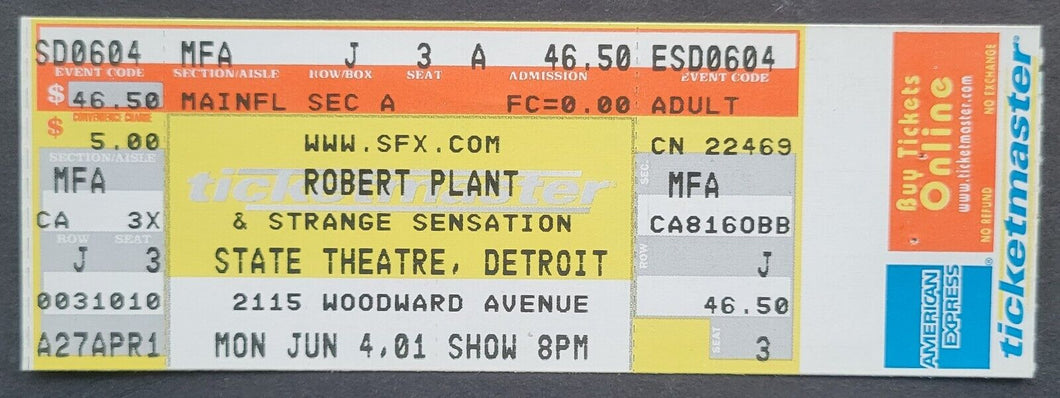 SD0604 MFA J 3 A 46.50 ESD0604
EVENT CODE SECTION/AISLE ROW/BOX SEAT ADMISSION EVENT CODE
$ 46.50 MAINFL SEC A FC=0.00 ADULT
CONVENIENCE CHARGE
$ 5.00
SECTION/AISLE
MFA
CA 3X
ROW SEAT
J 3
0031010
A27APR1
WWW.SFX.COM
ticketmaster
ROBERT PLANT
& STRANGE SENSATION
STATE THEATRE, DETROIT
2115 WOODWARD AVENUE
MON JUN 4,01 SHOW 8PM
CN 22469
SEC.
MFA
CA8160BB
ROW
J
46.50
SEAT
3
Buy Tickets
Online
www.ticketmaster.com
NO REFUND NO EXCHANGE
AMERICAN
EXPRESS
®
ticketmaster